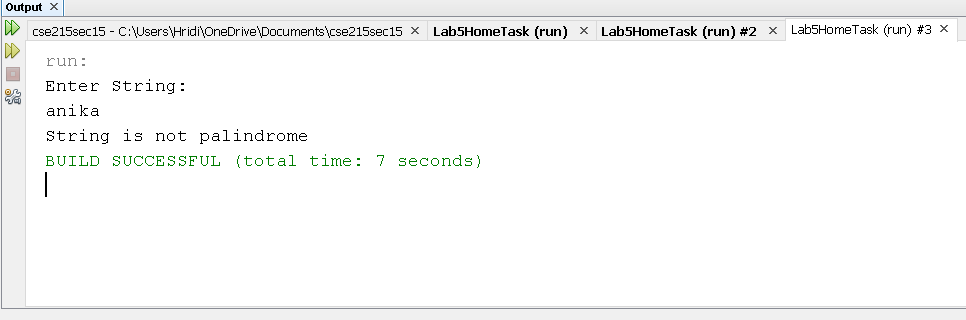 Output
cse215sec15 - C:\Users\Hridi\OneDrive\Documents\cse215sec15 Lab5HomeTask (run) Lab5HomeTask (run) #2 Lab5HomeTask (run) #3
run:
Enter String:
anika
String is not palindrome
BUILD SUCCESSFUL (total time: 7 seconds)